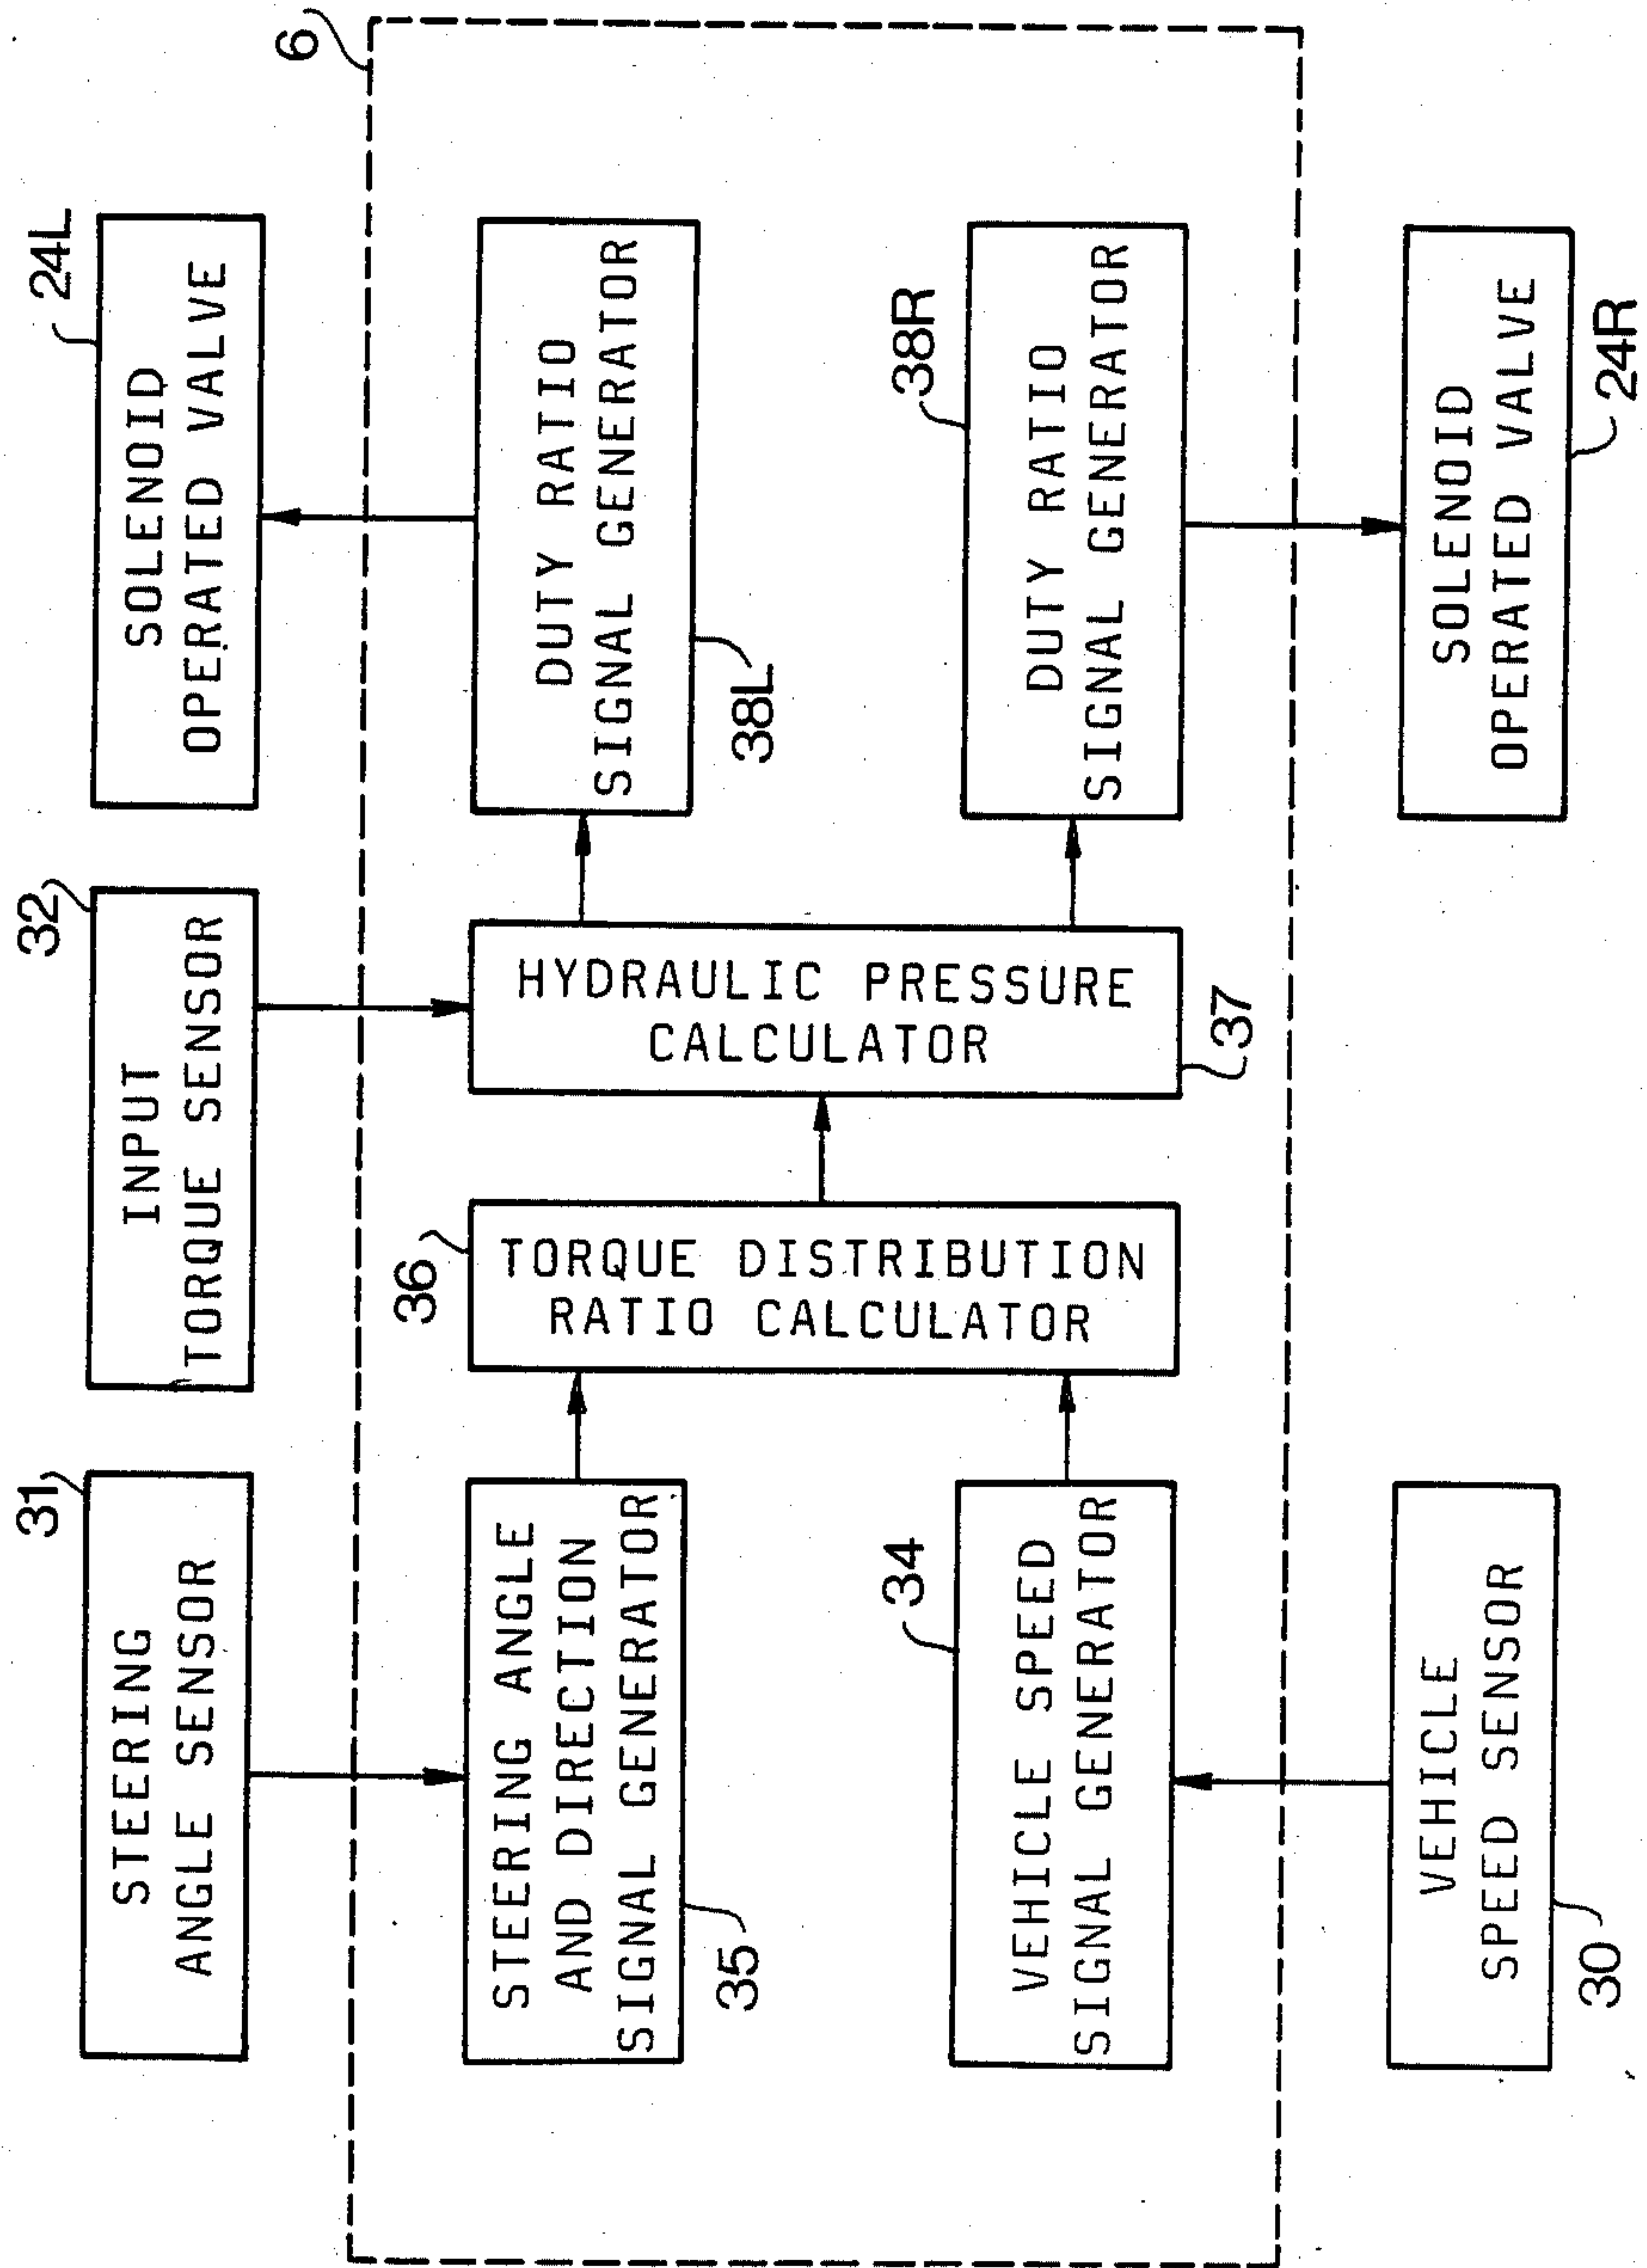 31
STEERING
ANGLE SENSOR
32
INPUT
TORQUE SENSOR
24L
SOLENOID
OPERATED VALVE
6
STEERING ANGLE
AND DIRECTION
SIGNAL GENERATOR
35
36
TORQUE DISTRIBUTION
RATIO CALCULATOR
HYDRAULIC PRESSURE
CALCULATOR
37
DUTY RATIO
SIGNAL GENERATOR
38L
34
VEHICLE SPEED
SIGNAL GENERATOR
38R
DUTY RATIO
SIGNAL GENERATOR
VEHICLE
SPEED SENSOR
30
SOLENOID
OPERATED VALVE
24R